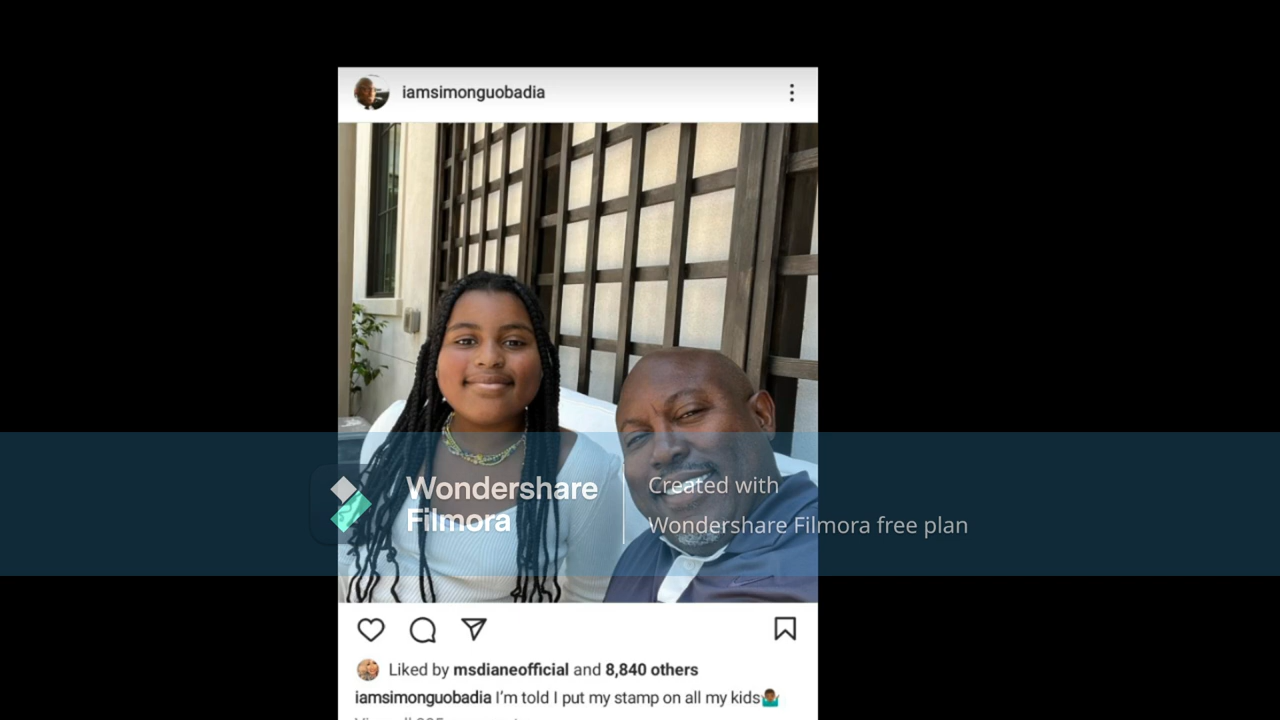 iamsimonguobadia
Wondershare
Filmora
Created with
Wondershare Filmora free plan
Liked by msdianeofficial and 8,840 others
iamsimonguobadia I'm told I put my stamp on all my kids🤷🏾‍♂️